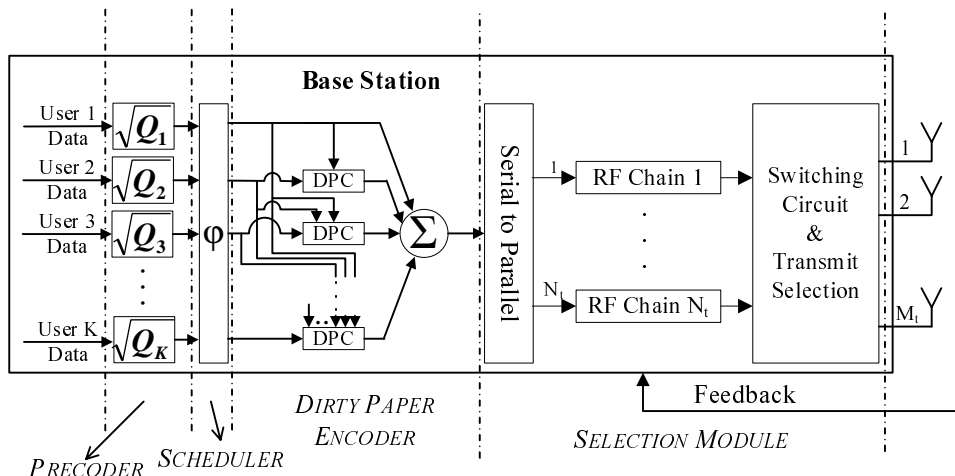 Base Station
User 1
Data
√Q1
User 2
Data
√Q2
User 3
Data
√Q3
User K
Data
√QK
φ
DPC
DPC
DPC
Σ
Serial to Parallel
1
Nt
RF Chain 1
RF Chain Nt
Switching
Circuit
&
Transmit
Selection
1
2
Mt
Feedback
PRECODER
SCHEDULER
DIRTY PAPER
ENCODER
SELECTION MODULE